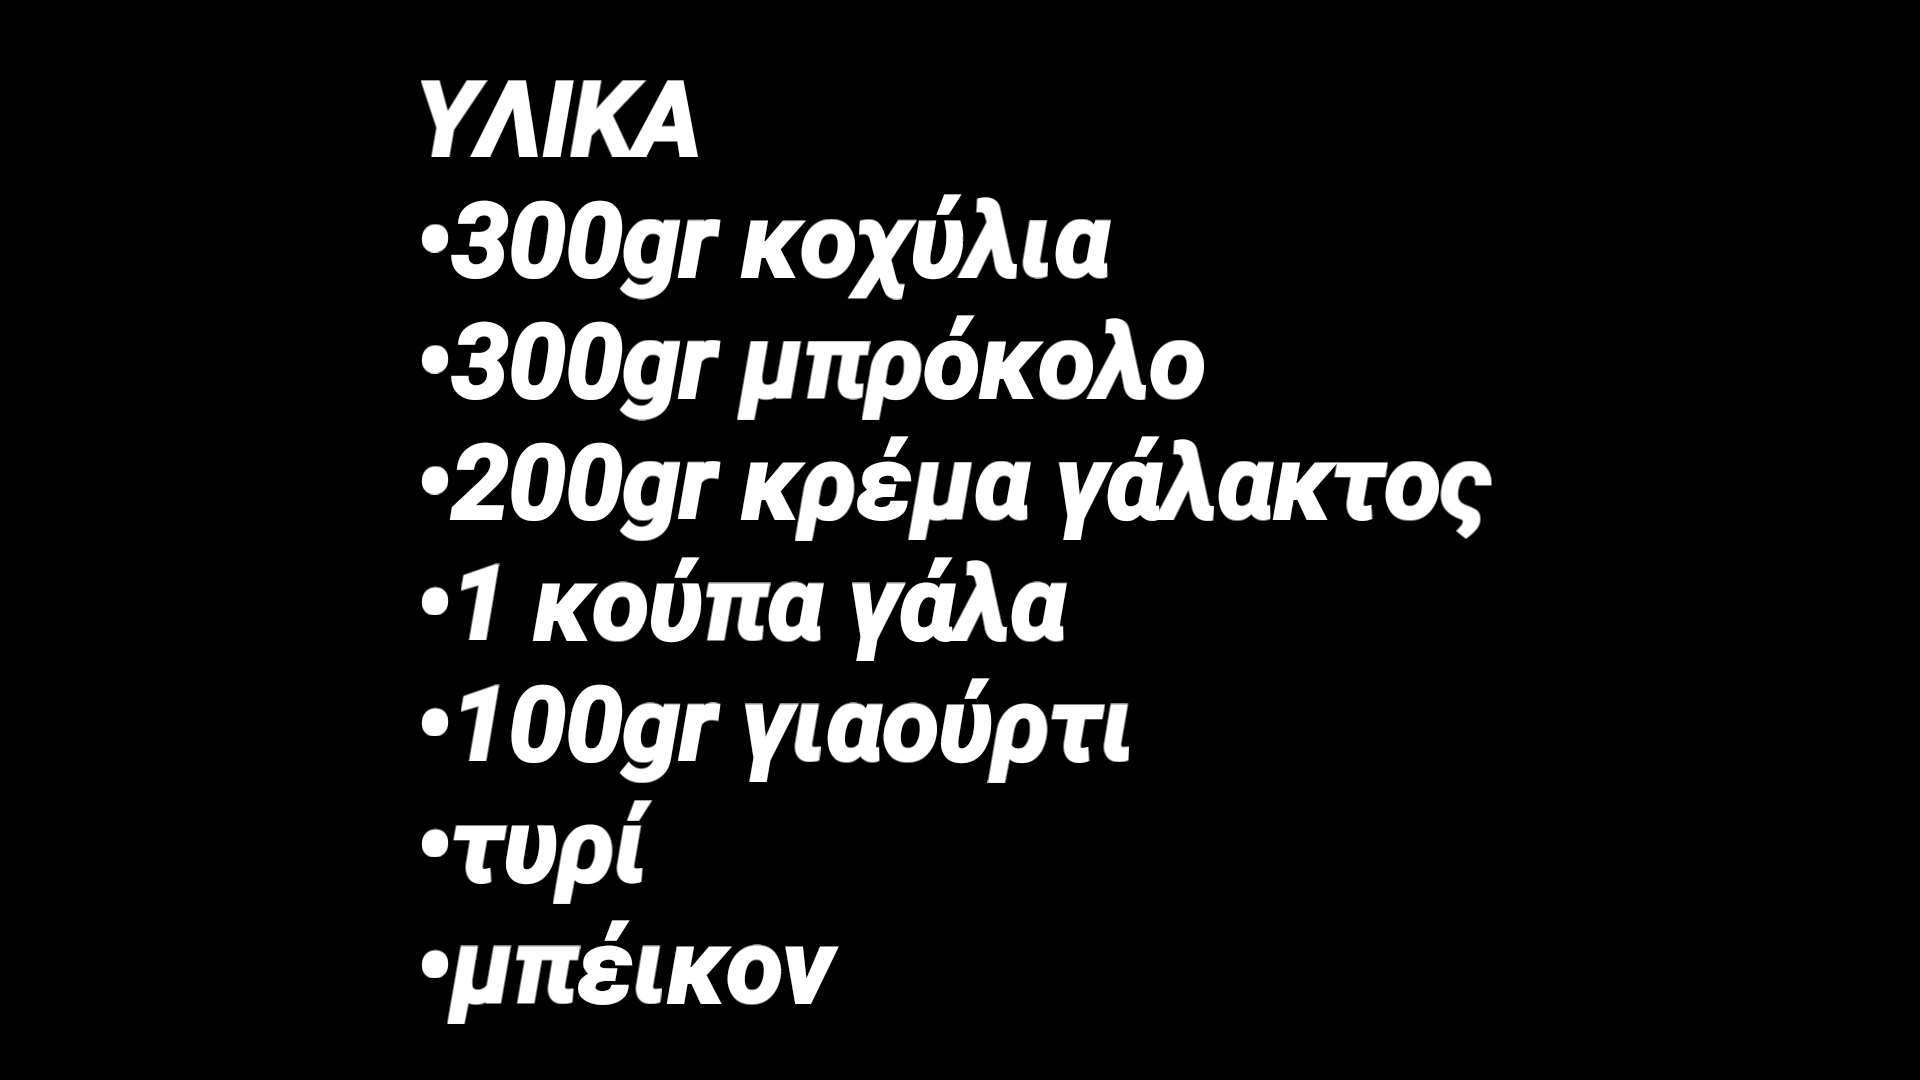 ΥΛΙΚΑ
•300gr κοχύλια
•300gr μπρόκολο
•200gr κρέμα γάλακτος
•1 κούπα γάλα
•100gr γιαούρτι
•τυρί
•μπέικον